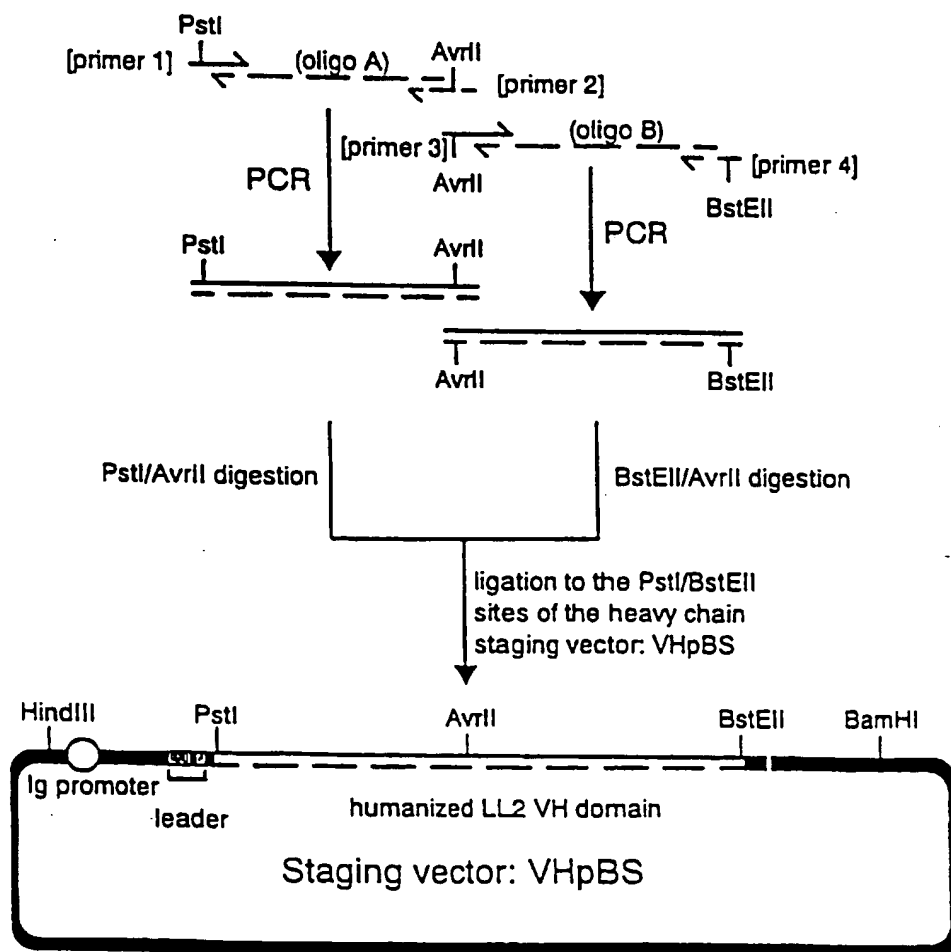 PstI
[primer 1]
(oligo A)
AvrII
[primer 2]
[primer 3]
(oligo B)
[primer 4]
AvrII
BstEII
PCR
PCR
PstI
AvrII
AvrII
BstEII
PstI/AvrII digestion
BstEII/AvrII digestion
ligation to the PstI/BstEII
sites of the heavy chain
staging vector: VHpBS
HindIII
PstI
AvrII
BstEII
BamHI
Ig promoter
leader
humanized LL2 VH domain
Staging vector: VHpBS